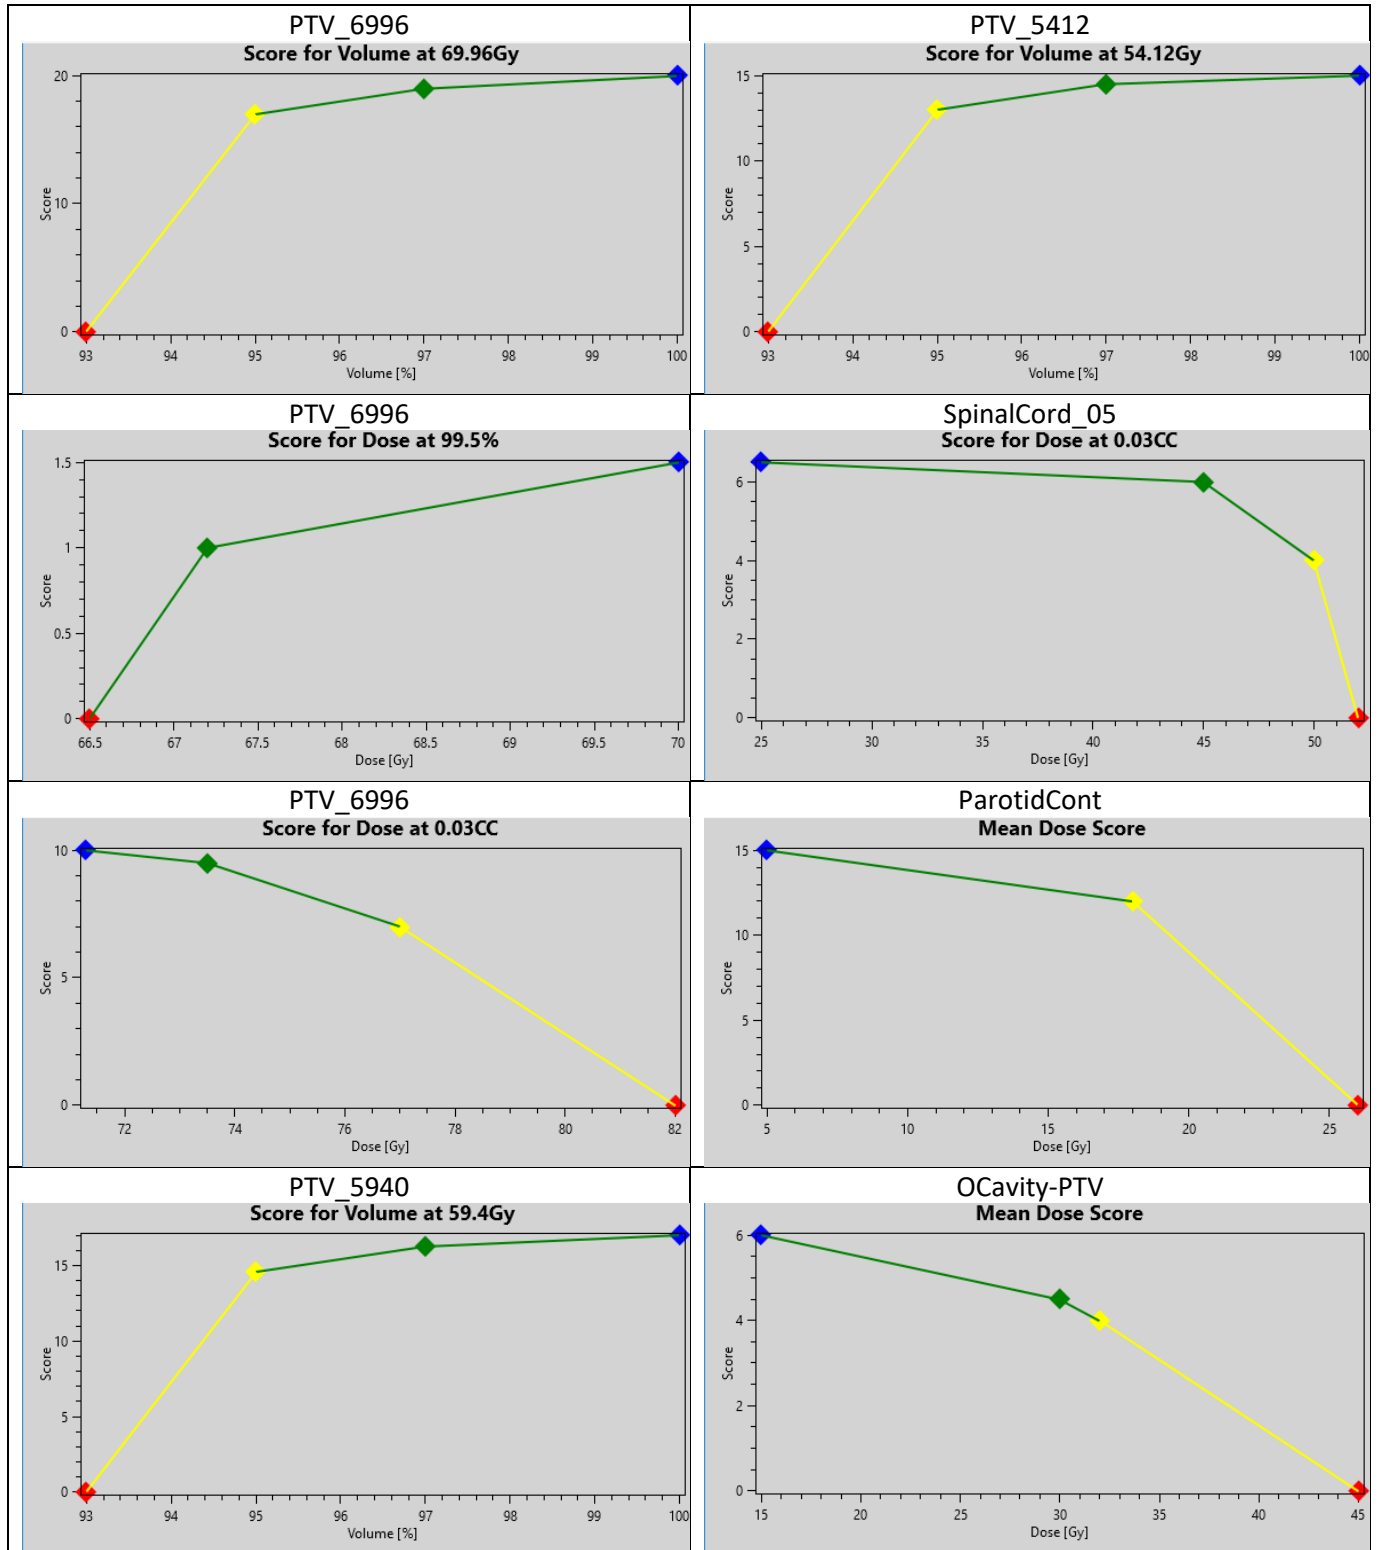 PTV_6996
Score for Volume at 69.96Gy
20
10
0
Score
93 94 95 96 97 98 99 100
Volume [%]
PTV_5412
Score for Volume at 54.12Gy
15
10
5
0
Score
93 94 95 96 97 98 99 100
Volume [%]
PTV_6996
Score for Dose at 99.5%
1.5
1
0.5
0
Score
66.5 67 67.5 68 68.5 69 69.5 70
Dose [Gy]
SpinalCord_05
Score for Dose at 0.03CC
6
4
2
0
Score
25 30 35 40 45 50
Dose [Gy]
PTV_6996
Score for Dose at 0.03CC
10
5
0
Score
72 74 76 78 80 82
Dose [Gy]
ParotidCont
Mean Dose Score
15
10
5
0
Score
5 10 15 20 25
Dose [Gy]
PTV_5940
Score for Volume at 59.4Gy
15
10
5
0
Score
93 94 95 96 97 98 99 100
Volume [%]
OCavity-PTV
Mean Dose Score
6
4
2
0
Score
15 20 25 30 35 40 45
Dose [Gy]